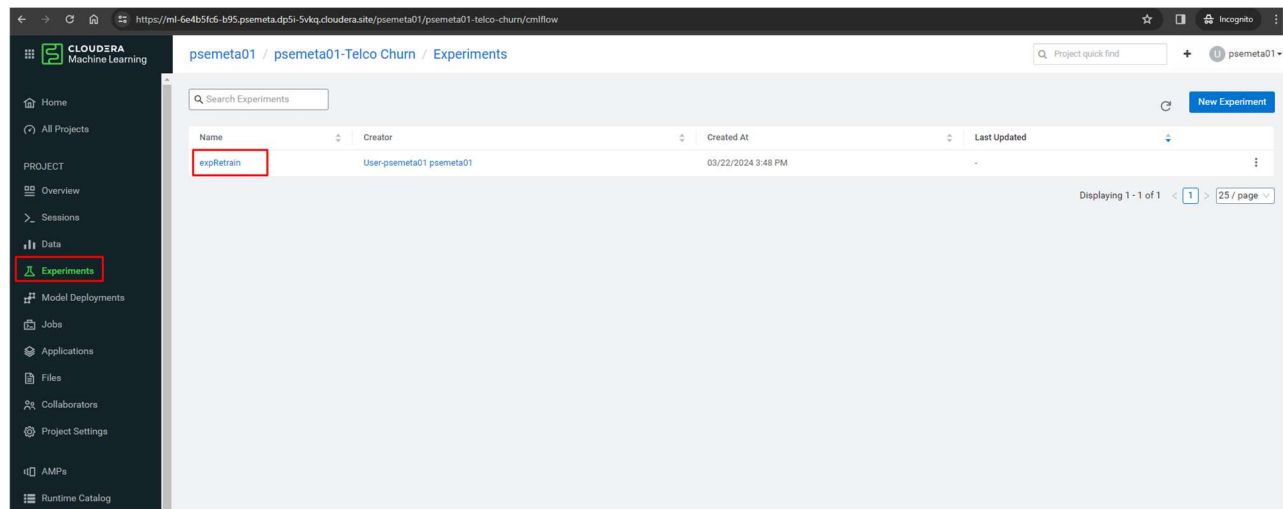 https://ml-6e4b5fc6-b95.psemeta.dp5i-5vkq.cloudera.site/psemeta01/psemeta01-telco-churn/cmlflow
Incognito
CLOUDERA
Machine Learning
psemeta01 / psemeta01-Telco Churn / Experiments
Project quick find
+
U psemeta01
Home
All Projects
PROJECT
Overview
Sessions
Data
Experiments
Model Deployments
Jobs
Applications
Files
Collaborators
Project Settings
AMPs
Runtime Catalog
Search Experiments
New Experiment
Name Creator Created At Last Updated
expRetrain User-psemeta01 psemeta01 03/22/2024 3:48 PM -
Displaying 1 - 1 of 1 < 1 > 25 / page